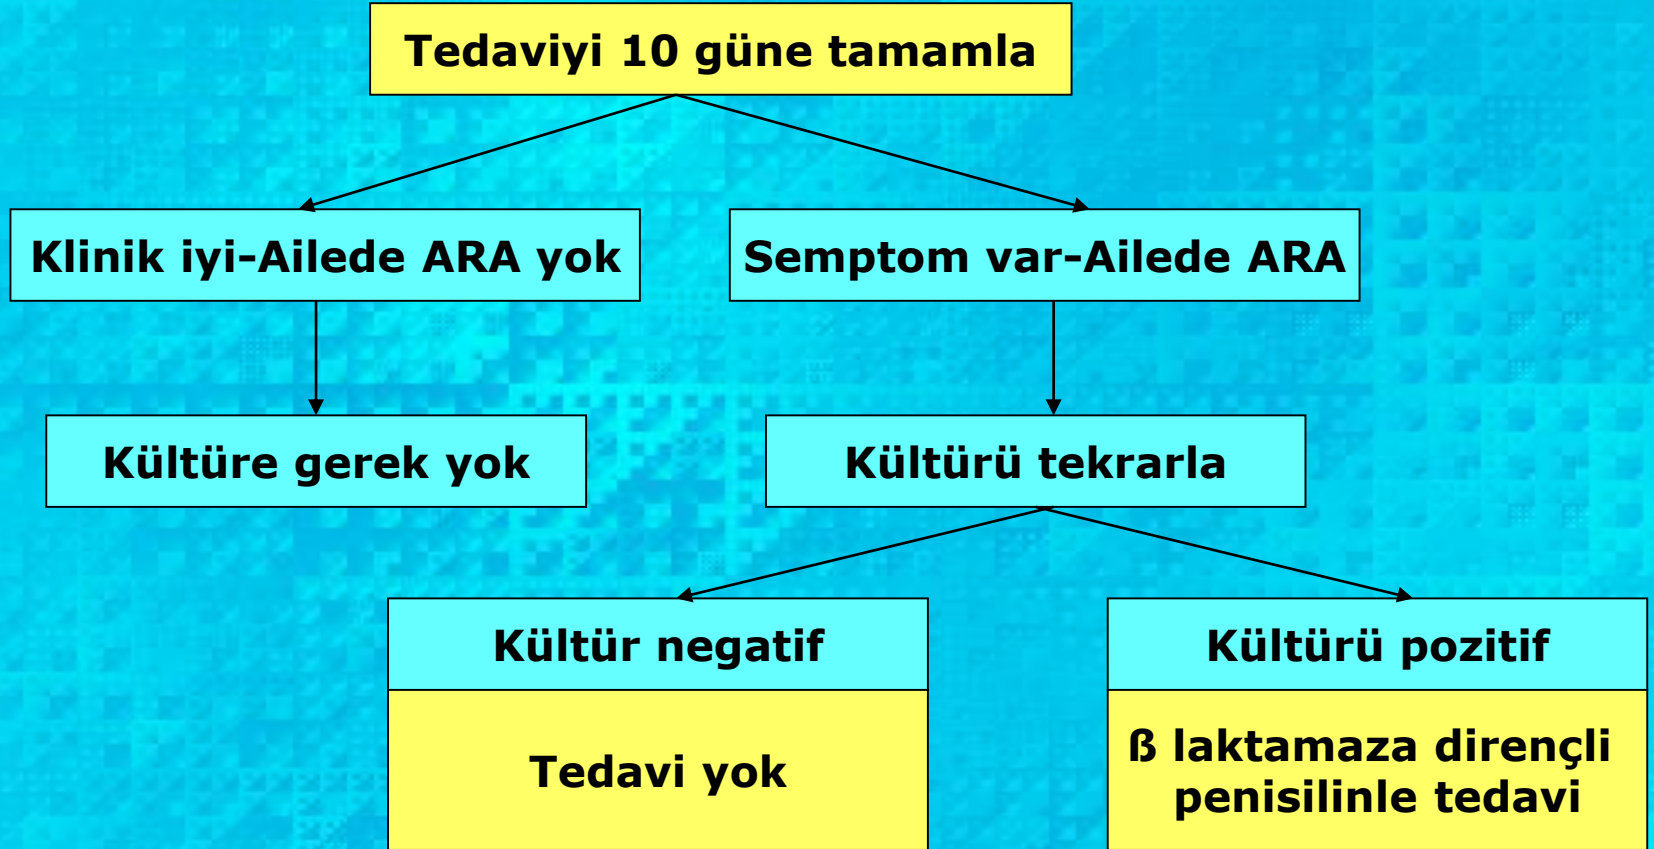 Tedaviyi 10 güne tamamla
Klinik iyi-Ailede ARA yok
Semptom var-Ailede ARA
Kültüre gerek yok
Kültürü tekrarla
Kültür negatif
Kültürü pozitif
Tedavi yok
ß laktamaza dirençli
penisilinle tedavi